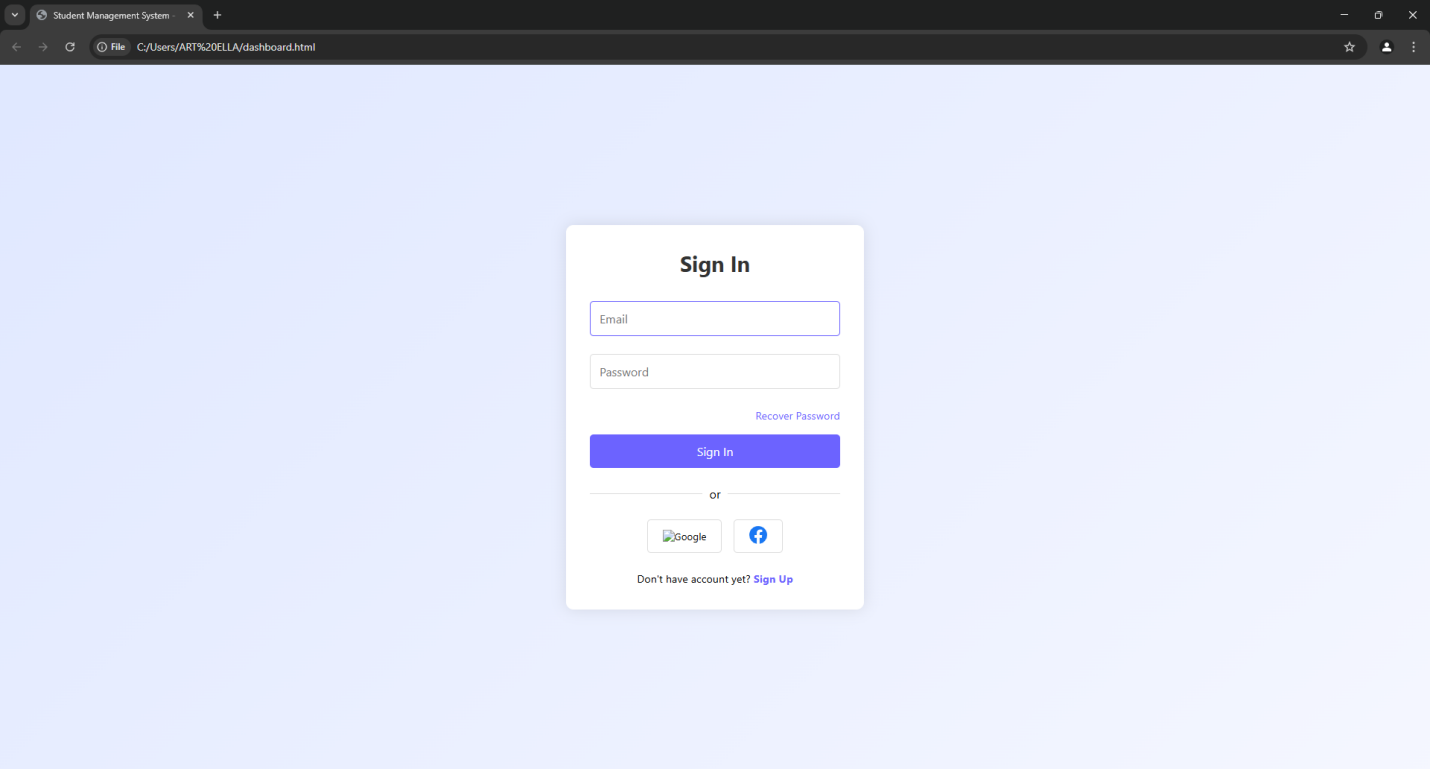 Student Management System -
File
C:/Users/ART%20ELLA/dashboard.html
Sign In
Email
Password
Recover Password
Sign In
or
Google
Don't have account yet? Sign Up